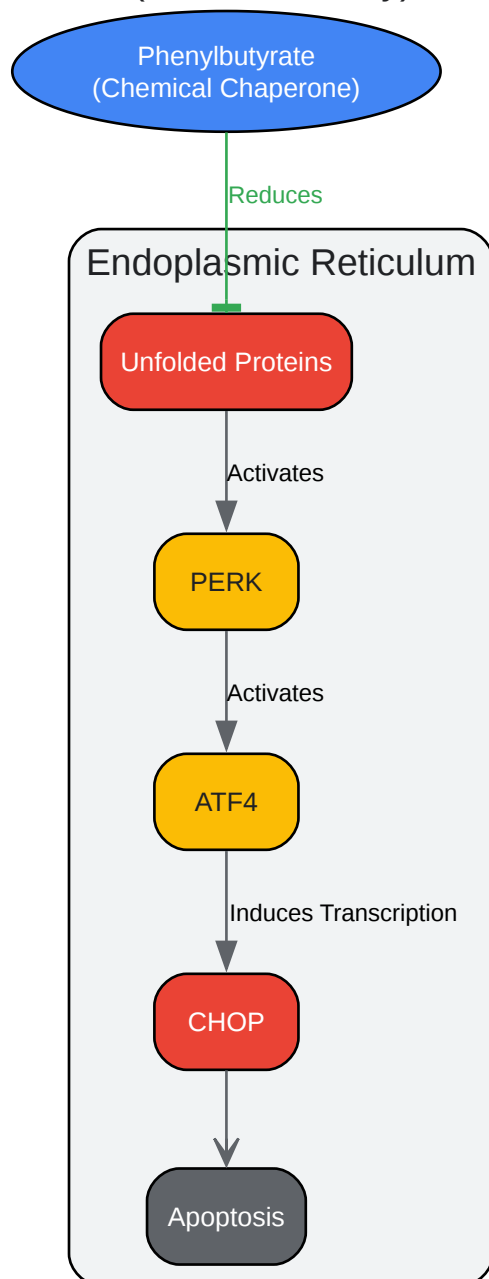 Phenylbutyrate
(Chemical Chaperone)
Reduces
Endoplasmic Reticulum
Unfolded Proteins
Activates
PERK
Activates
ATF4
Induces Transcription
CHOP
Apoptosis